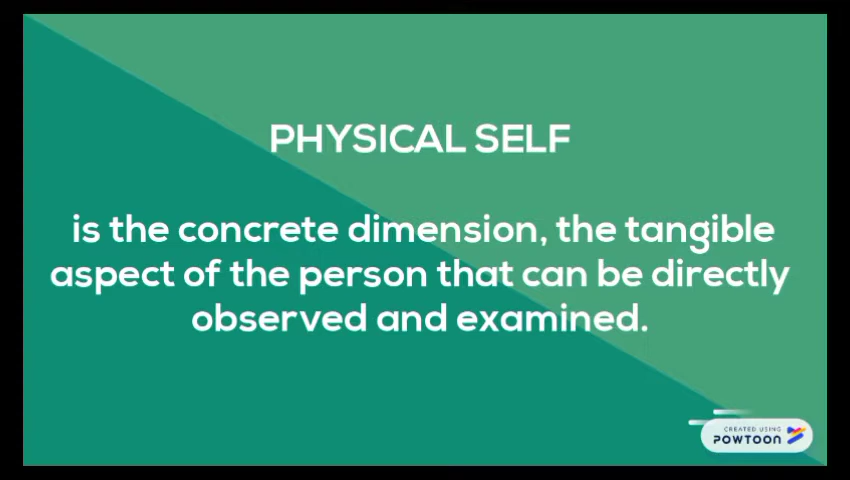 PHYSICAL SELF
is the concrete dimension, the tangible
aspect of the person that can be directly
observed and examined.
CREATED USING
POWTOON